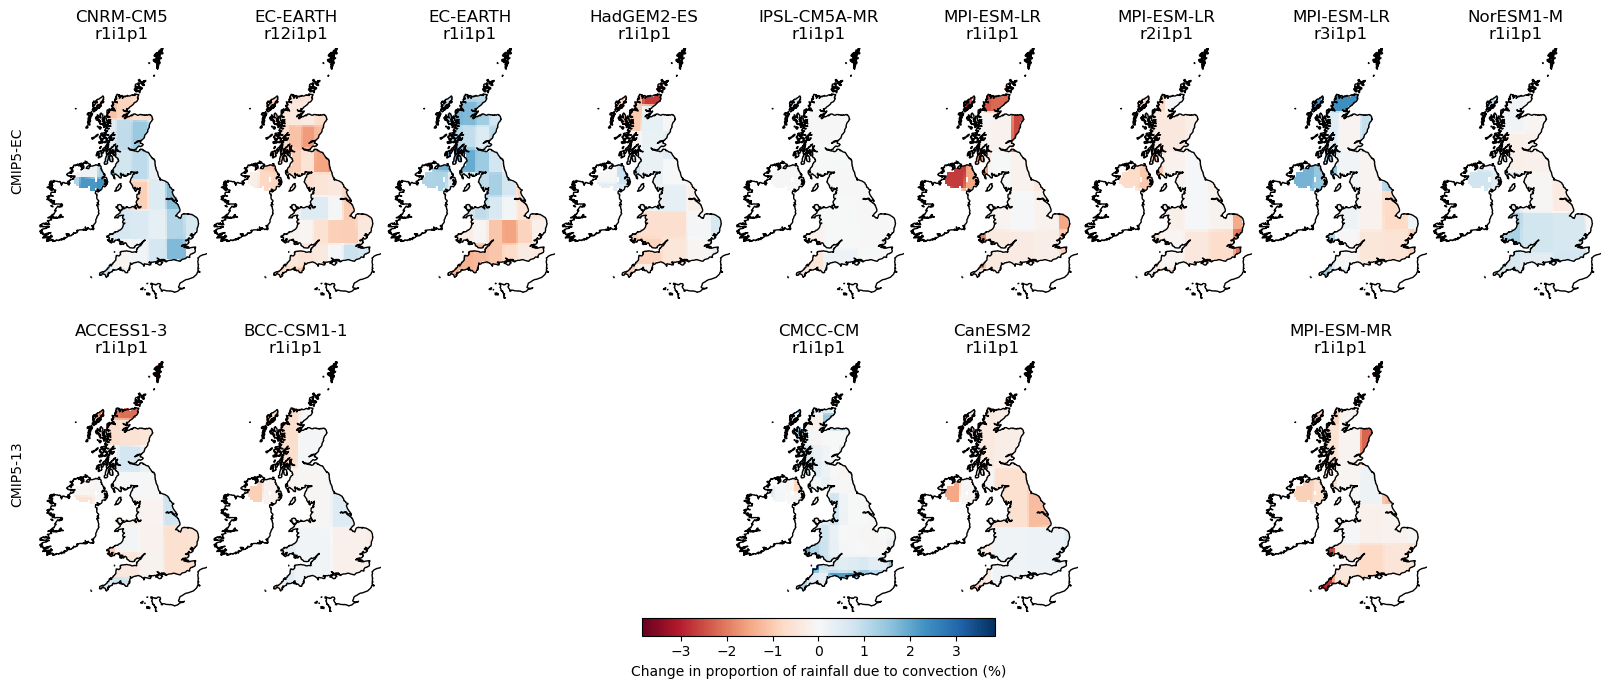 CNRM-CM5
r1i1p1
EC-EARTH
r12i1p1
EC-EARTH
r1i1p1
HadGEM2-ES
r1i1p1
IPSL-CM5A-MR
r1i1p1
MPI-ESM-LR
r1i1p1
MPI-ESM-LR
r2i1p1
MPI-ESM-LR
r3i1p1
NorESM1-M
r1i1p1
CMIP5-EC
ACCESS1-3
r1i1p1
BCC-CSM1-1
r1i1p1
CMCC-CM
r1i1p1
CanESM2
r1i1p1
MPI-ESM-MR
r1i1p1
CMIP5-13
−3 −2 −1 0 1 2 3
Change in proportion of rainfall due to convection (%)